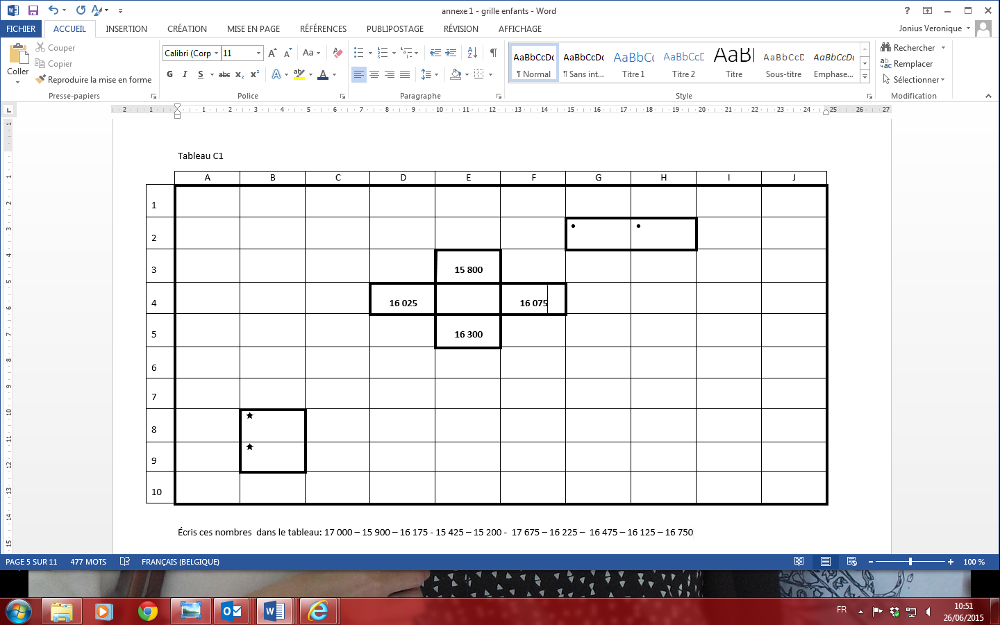 annexe 1 - grille enfants - Word
FICHIER ACCUEIL INSERTION CRÉATION MISE EN PAGE RÉFÉRENCES PUBLIPOSTAGE RÉVISION AFFICHAGE Jonius Veronique
Coller
Couper
Copier
Reproduire la mise en forme
Presse-papiers
Calibri (Corp 11
G I S abc x₂ x²
Police
Paragraphe
AaBbCcDc AaBbCcDc AaBbCc AaBbCcD AaBl AaBbCcD AaBbCcDc
¶ Normal ¶ Sans int... Titre 1 Titre 2 Titre Sous-titre Emphase...
Style
Rechercher
Remplacer
Sélectionner
Modification
2 1 1 2 3 4 5 6 7 8 9 10 11 12 13 14 15 16 17 18 19 20 21 22 23 24 25 26 27
Tableau C1
A B C D E F G H I J
1
2 • •
3 15 800
4 16 025 16 075
5 16 300
6
7
8 ★
9 ★
10
Écris ces nombres dans le tableau: 17 000 – 15 900 – 16 175 - 15 425 – 15 200 - 17 675 – 16 225 – 16 475 – 16 125 – 16 750
PAGE 5 SUR 11 477 MOTS FRANÇAIS (BELGIQUE) 100 %
FR
10:51
26/06/2015